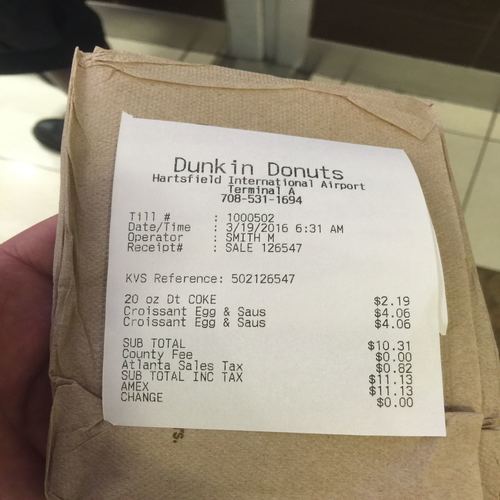 Dunkin Donuts
Hartsfield International Airport
Terminal A
708-531-1694
Till # : 1000502
Date/Time : 3/19/2016 6:31 AM
Operator : SMITH M
Receipt# : SALE 126547
KVS Reference: 502126547
20 oz Dt COKE $2.19
Croissant Egg & Saus $4.06
Croissant Egg & Saus $4.06
SUB TOTAL $10.31
County Fee $0.00
Atlanta Sales Tax $0.82
SUB TOTAL INC TAX $11.13
AMEX $11.13
CHANGE $0.00